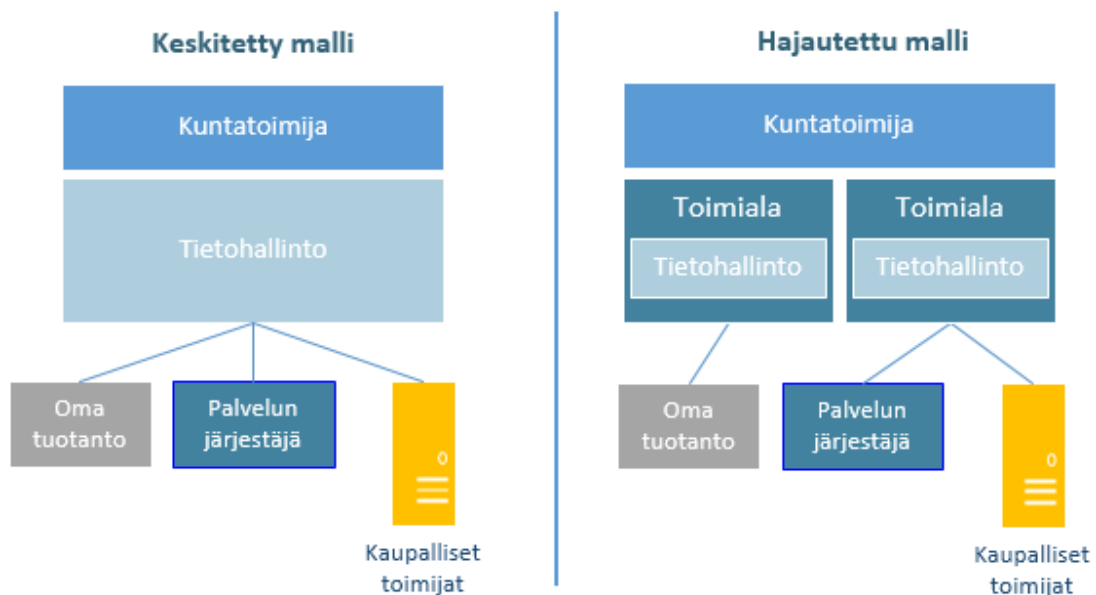 Keskitetty malli
Kuntatoimija
Tietohallinto
Oma
tuotanto
Palvelun
järjestäjä
Kaupalliset
toimijat
Hajautettu malli
Kuntatoimija
Toimiala
Tietohallinto
Toimiala
Tietohallinto
Oma
tuotanto
Palvelun
järjestäjä
Kaupalliset
toimijat